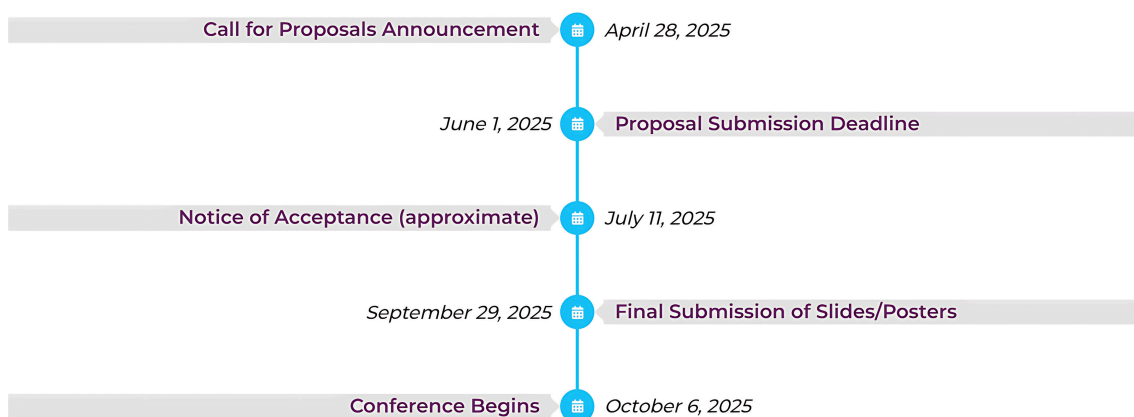 Call for Proposals Announcement
April 28, 2025
June 1, 2025
Proposal Submission Deadline
Notice of Acceptance (approximate)
July 11, 2025
September 29, 2025
Final Submission of Slides/Posters
Conference Begins
October 6, 2025